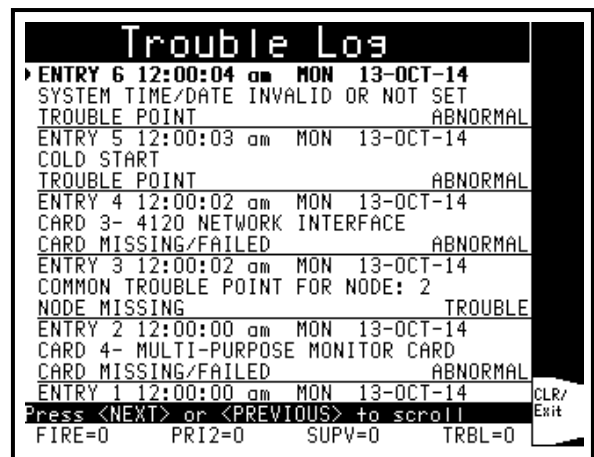 Trouble Log
ENTRY 6 12:00:04 am MON 13-OCT-14
SYSTEM TIME/DATE INVALID OR NOT SET
TROUBLE POINT ABNORMAL
ENTRY 5 12:00:03 am MON 13-OCT-14
COLD START
TROUBLE POINT ABNORMAL
ENTRY 4 12:00:02 am MON 13-OCT-14
CARD 3- 4120 NETWORK INTERFACE
CARD MISSING/FAILED ABNORMAL
ENTRY 3 12:00:02 am MON 13-OCT-14
COMMON TROUBLE POINT FOR NODE: 2
NODE MISSING TROUBLE
ENTRY 2 12:00:00 am MON 13-OCT-14
CARD 4- MULTI-PURPOSE MONITOR CARD
CARD MISSING/FAILED ABNORMAL
ENTRY 1 12:00:00 am MON 13-OCT-14
Press <NEXT> or <PREVIOUS> to scroll
CLR/
Exit
FIRE=0 PRI2=0 SUPV=0 TRBL=0